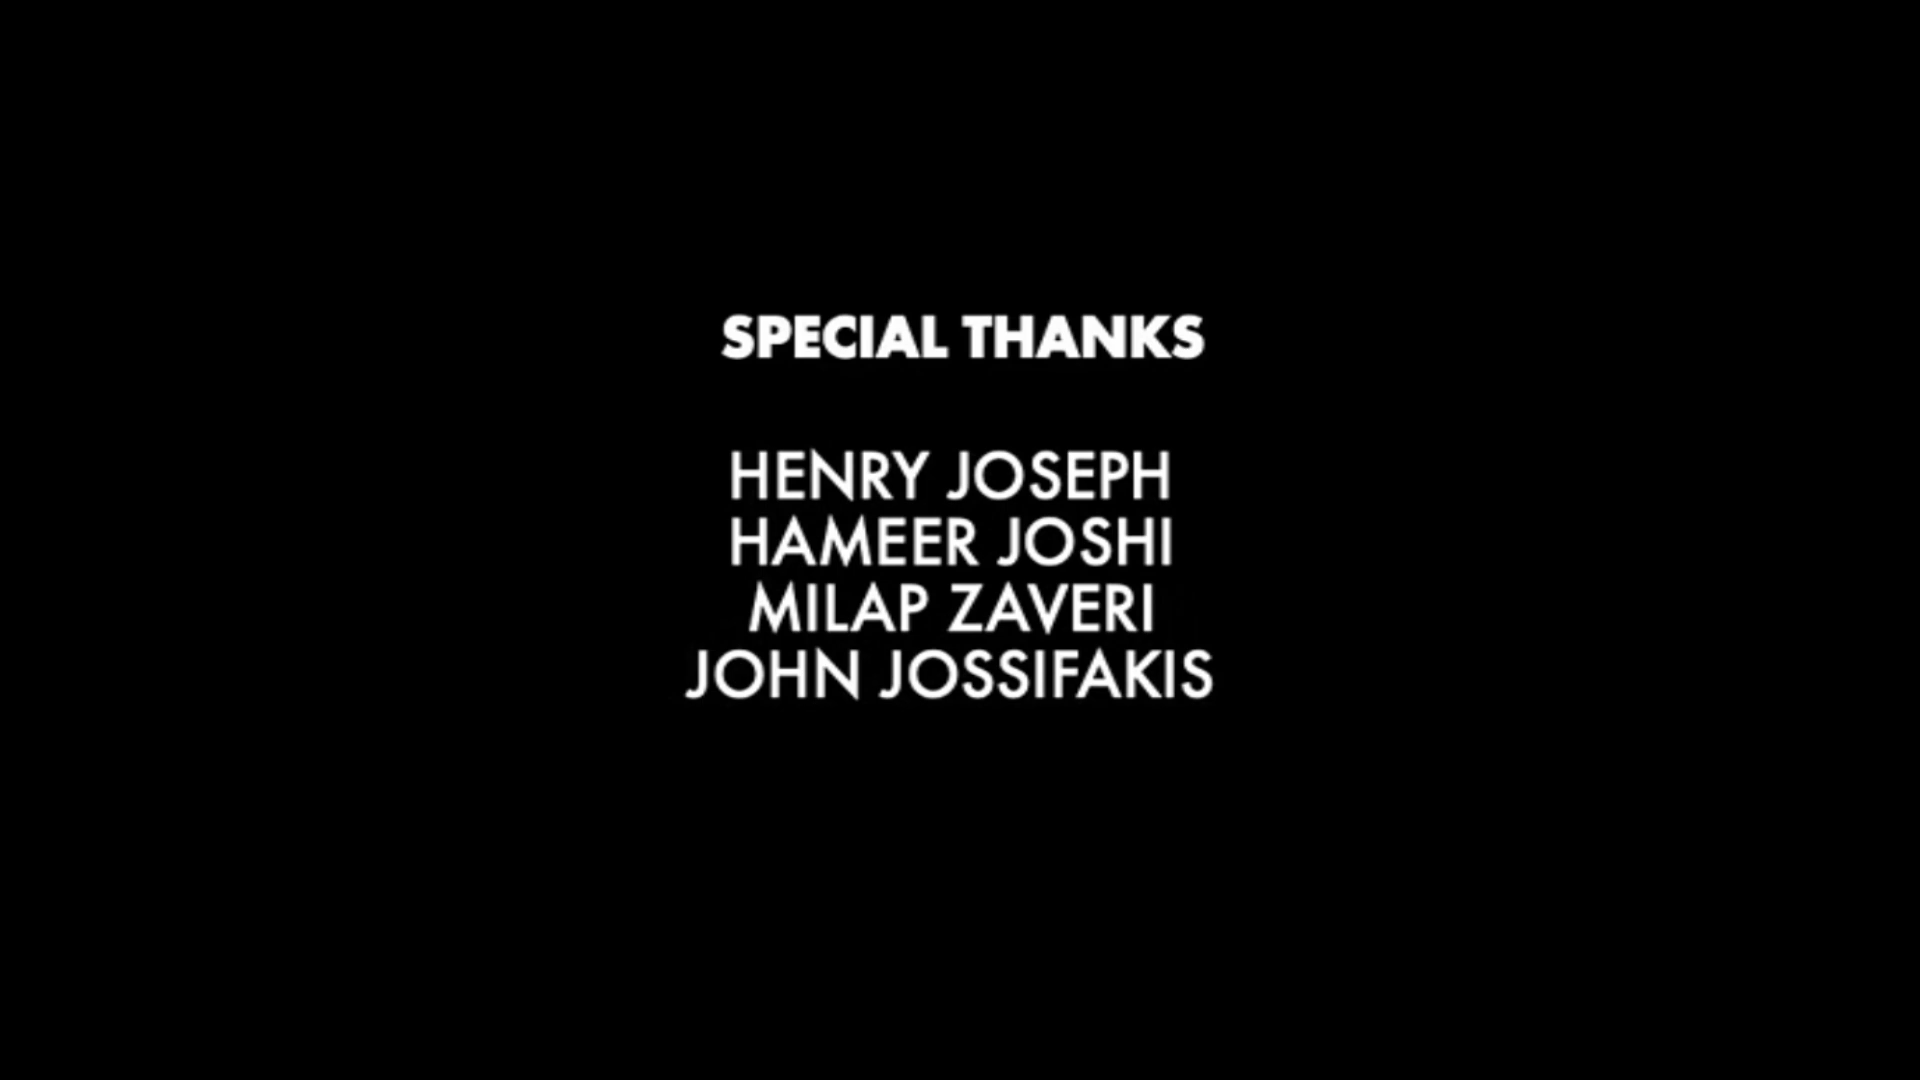 SPECIAL THANKS
HENRY JOSEPH
HAMEER JOSHI
MILAP ZAVERI
JOHN JOSSIFAKIS